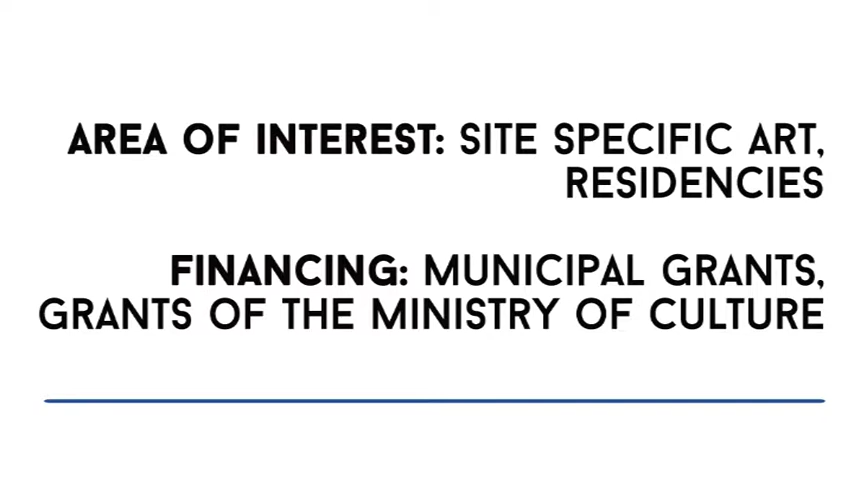 AREA OF INTEREST: SITE SPECIFIC ART,
RESIDENCIES
FINANCING: MUNICIPAL GRANTS,
GRANTS OF THE MINISTRY OF CULTURE